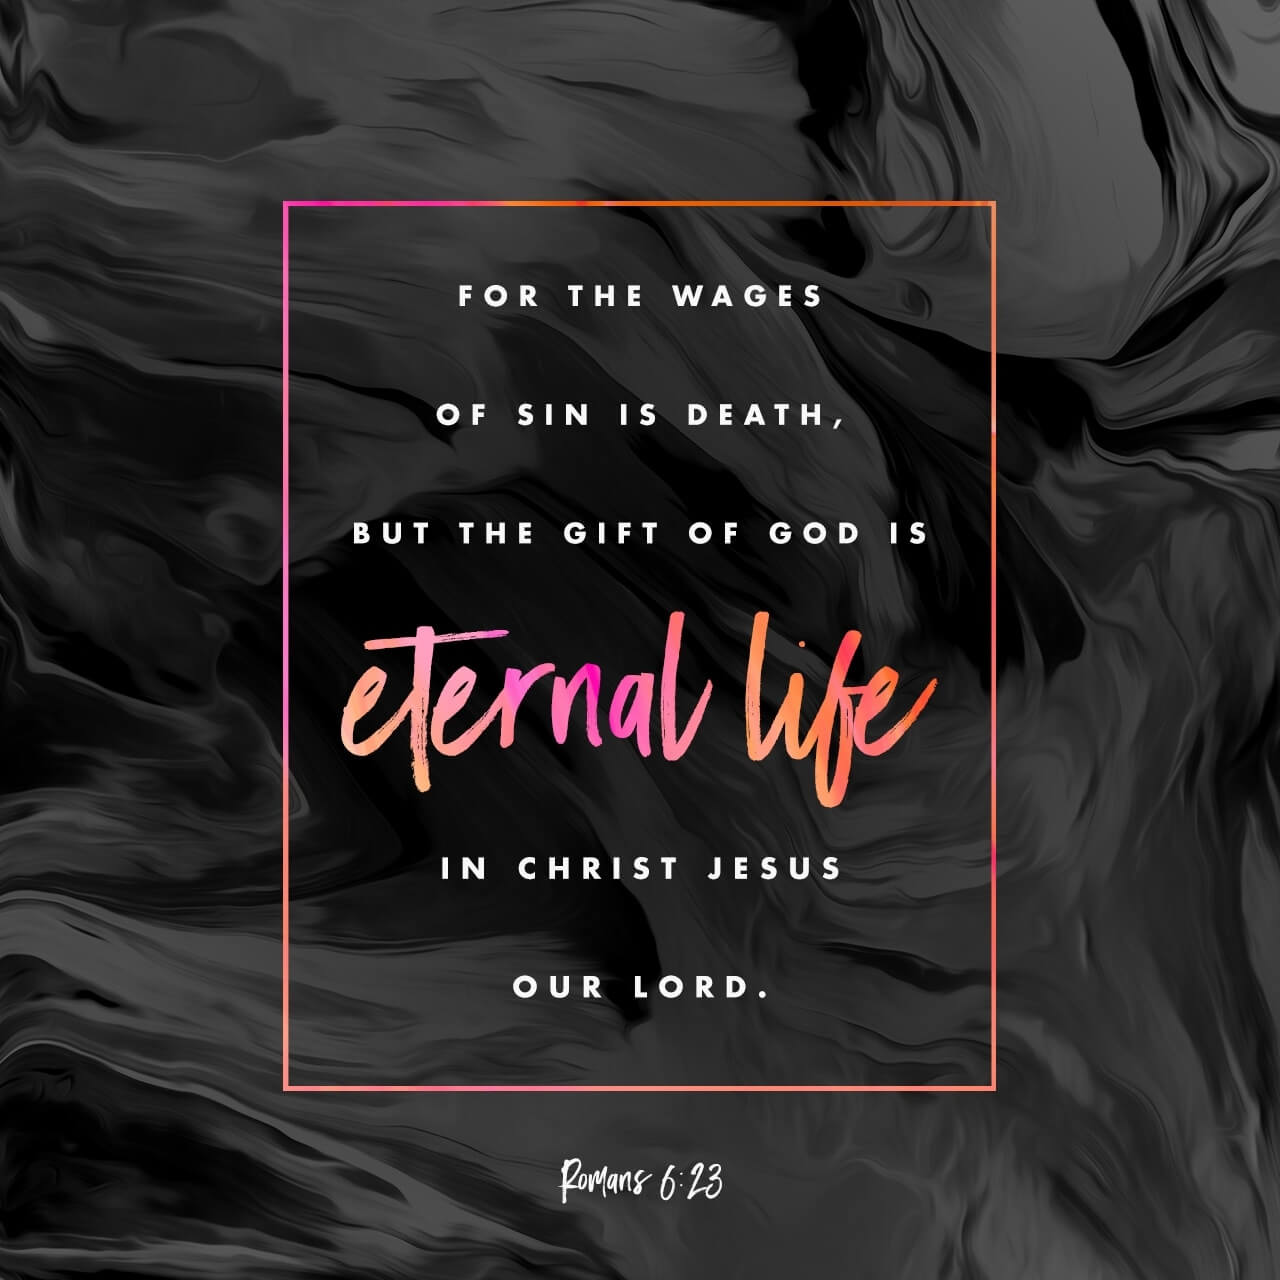 FOR THE WAGES
OF SIN IS DEATH,
BUT THE GIFT OF GOD IS
eternal life
IN CHRIST JESUS
OUR LORD.
Romans 6:23